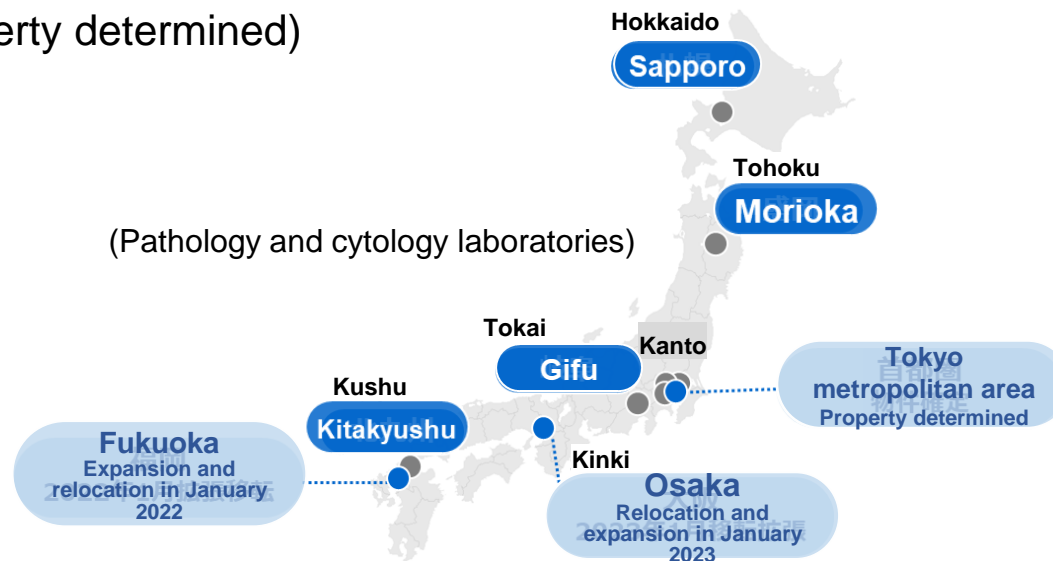 erty determined)
Hokkaido
Sapporo
Tohoku
Morioka
(Pathology and cytology laboratories)
Tokai
Gifu
Kanto
Tokyo
metropolitan area
Property determined
Kushu
Kitakyushu
Fukuoka
Expansion and
relocation in January
2022
Kinki
Osaka
Relocation and
expansion in January
2023